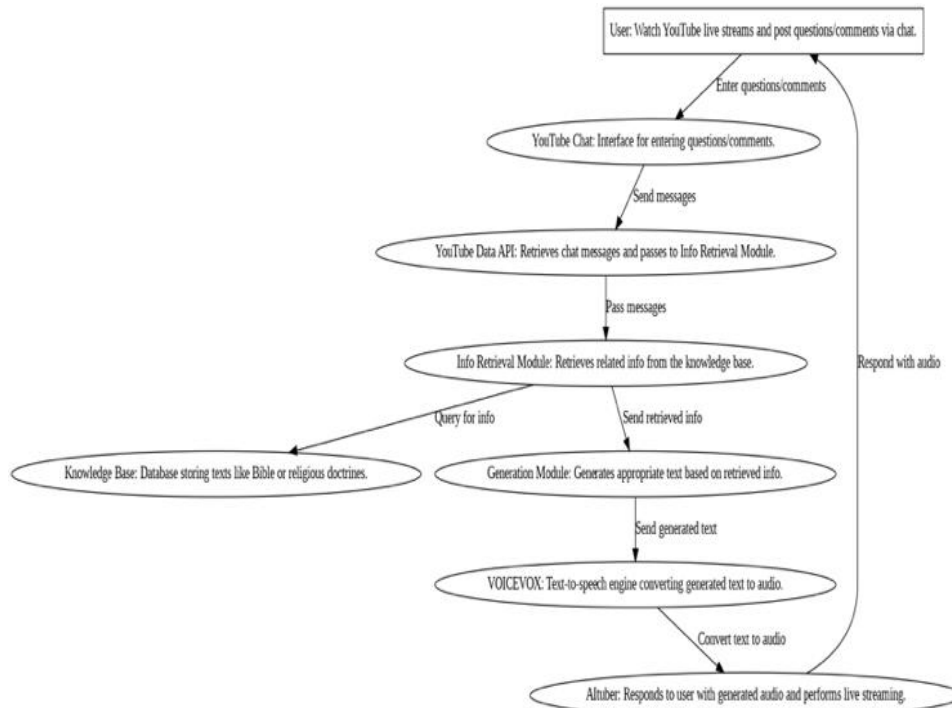 User: Watch YouTube live streams and post questions/comments via chat.
Enter questions/comments
YouTube Chat: Interface for entering questions/comments.
Send messages
YouTube Data API: Retrieves chat messages and passes to Info Retrieval Module.
Pass messages
Info Retrieval Module: Retrieves related info from the knowledge base.
Respond with audio
Query for info
Send retrieved info
Knowledge Base: Database storing texts like Bible or religious doctrines.
Generation Module: Generates appropriate text based on retrieved info.
Send generated text
VOICEVOX: Text-to-speech engine converting generated text to audio.
Convert text to audio
AItuber: Responds to user with generated audio and performs live streaming.